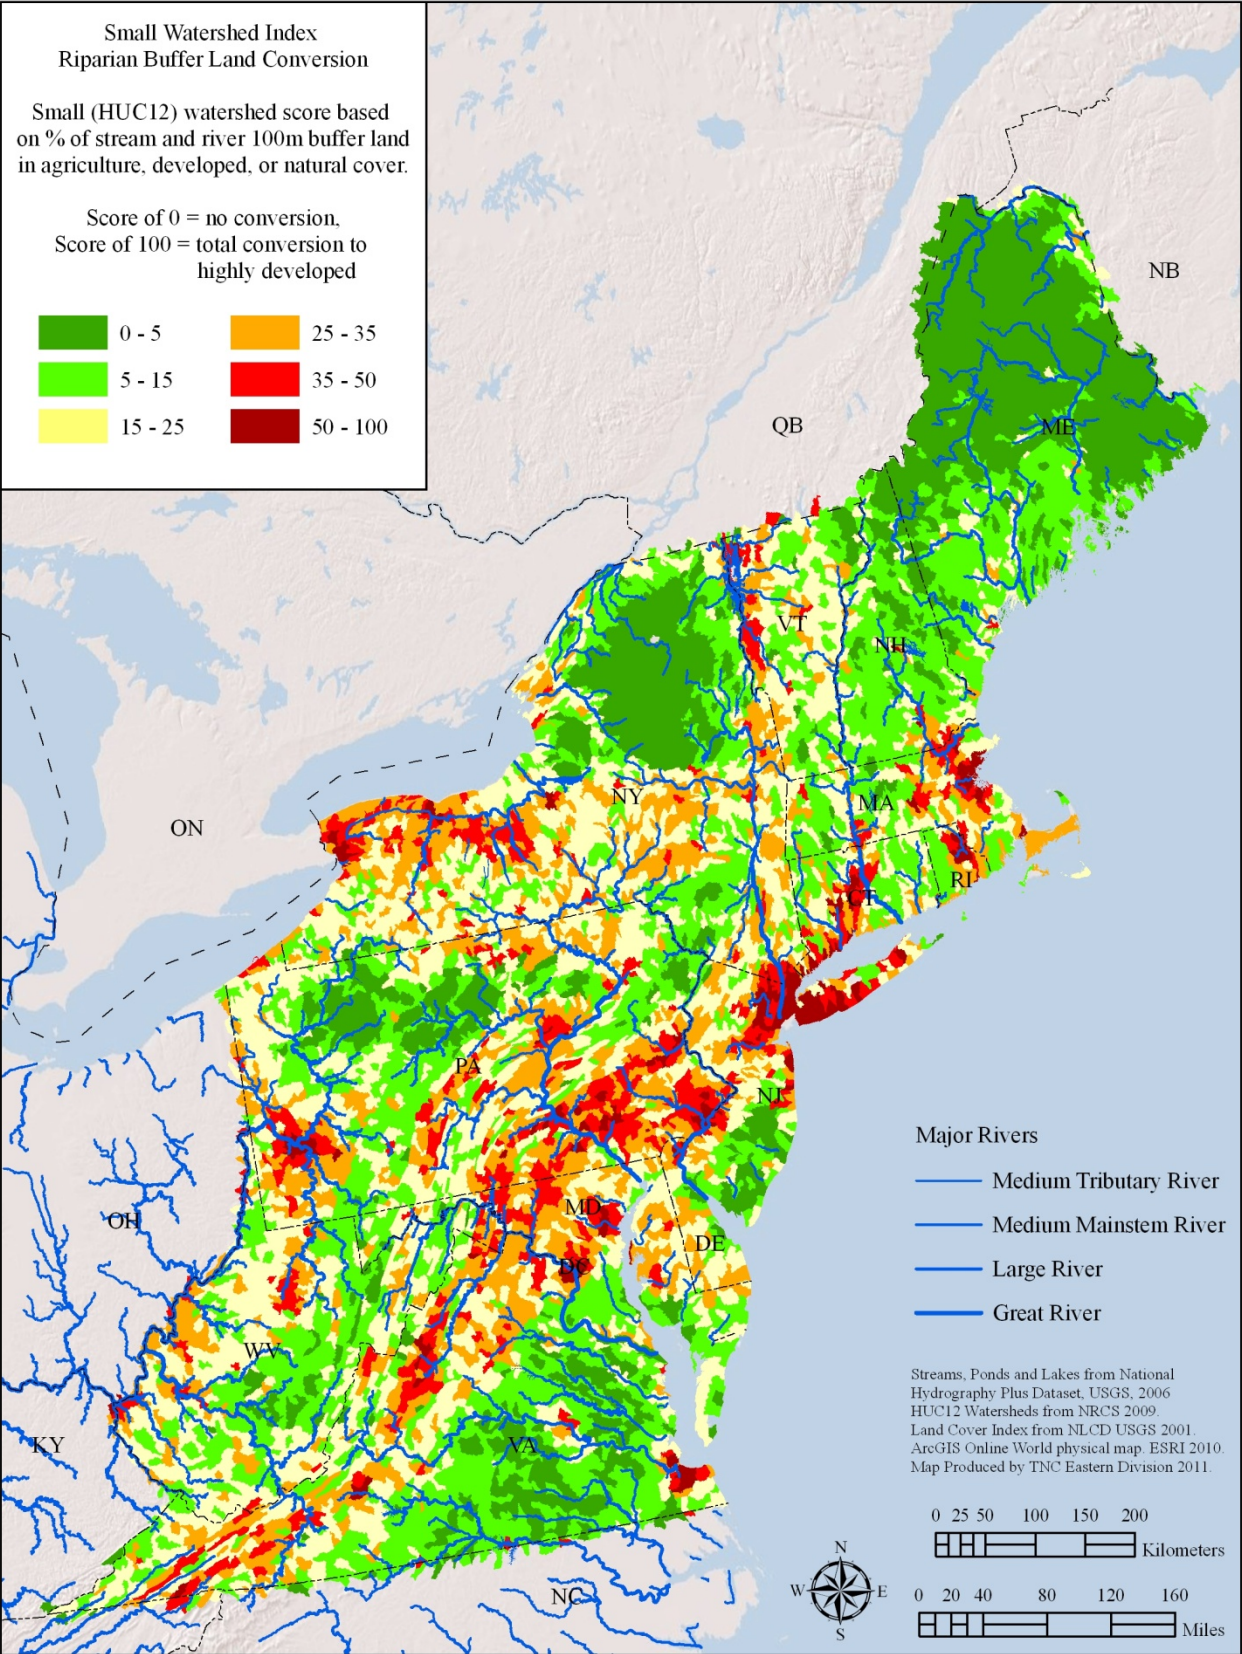 Small Watershed Index
Riparian Buffer Land Conversion
Small (HUC12) watershed score based
on % of stream and river 100m buffer land
in agriculture, developed, or natural cover.
Score of 0 = no conversion,
Score of 100 = total conversion to
highly developed
0 - 5
25 - 35
5 - 15
35 - 50
15 - 25
50 - 100
NB
QB
ME
VT
NH
NY
MA
ON
CT
RI
PA
NJ
OH
MD
DE
DC
WV
KY
VA
NC
Major Rivers
Medium Tributary River
Medium Mainstem River
Large River
Great River
Streams, Ponds and Lakes from National
Hydrography Plus Dataset, USGS, 2006
HUC12 Watersheds from NRCS 2009.
Land Cover Index from NLCD USGS 2001.
ArcGIS Online World physical map. ESRI 2010.
Map Produced by TNC Eastern Division 2011.
0 25 50 100 150 200
Kilometers
N
W E
S
0 20 40 80 120 160
Miles